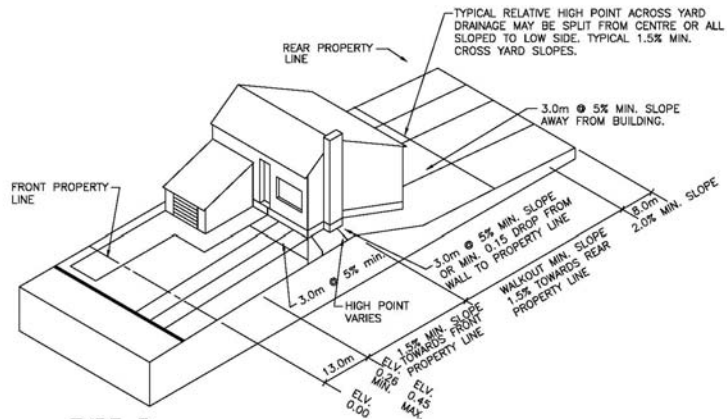 TYPICAL RELATIVE HIGH POINT ACROSS YARD
DRAINAGE MAY BE SPLIT FROM CENTRE OR ALL
SLOPED TO LOW SIDE. TYPICAL 1.5% MIN.
CROSS YARD SLOPES.
REAR PROPERTY
LINE
3.0m @ 5% MIN. SLOPE
AWAY FROM BUILDING.
FRONT PROPERTY
LINE
8.0m
2.0% MIN. SLOPE
3.0m @ 5% MIN. SLOPE
OR MIN. 0.15 DROP FROM
WALL TO PROPERTY LINE
WALKOUT MIN. SLOPE
1.5% TOWARDS REAR
PROPERTY LINE
3.0m @ 5% min.
HIGH POINT
VARIES
1.5% MIN. SLOPE
TOWARDS FRONT
PROPERTY LINE
13.0m
ELV.
0.26
MIN.
ELV.
0.45
MAX.
ELV.
0.00